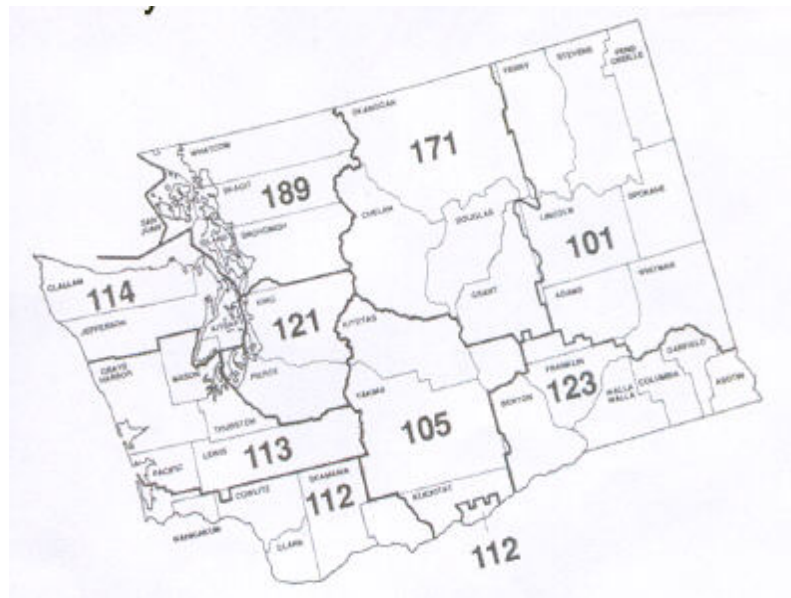 OKANOGAN
FERRY
STEVENS
PEND
OREILLE
WHATCOM
171
SKAGIT
189
CHELAN
DOUGLAS
LINCOLN
SPOKANE
SAN
JUAN
SNOHOMISH
101
CLALLAM
114
GRANT
ADAMS
WHITMAN
KING
121
KITTITAS
JEFFERSON
KITSAP
GRAYS
HARBOR
MASON
PIERCE
YAKIMA
FRANKLIN
123
GARFIELD
WALLA
WALLA
COLUMBIA
ASOTIN
BENTON
THURSTON
105
PACIFIC
LEWIS
113
SKAMANIA
COWLITZ
112
KLICKITAT
WAHKIAKUM
CLARK
112